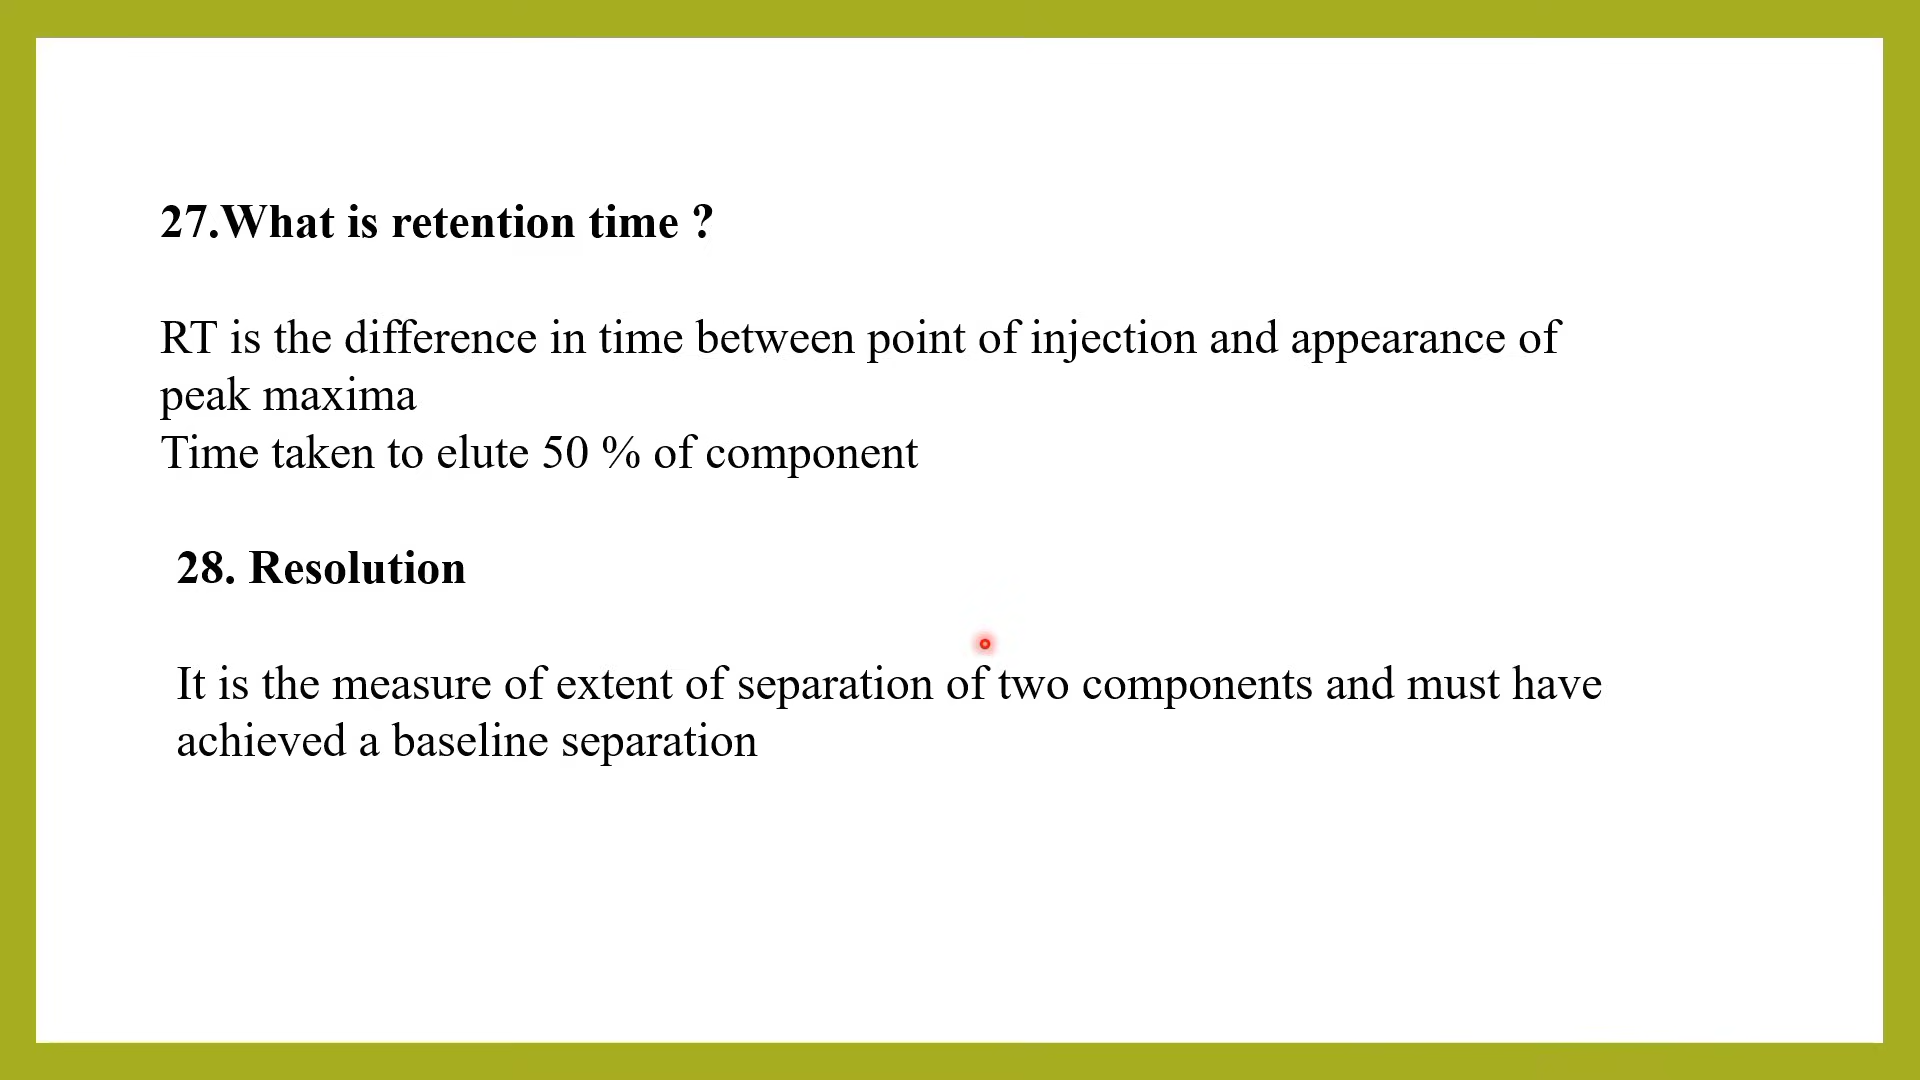 27.What is retention time ?
RT is the difference in time between point of injection and appearance of
peak maxima
Time taken to elute 50 % of component
28. Resolution
It is the measure of extent of separation of two components and must have
achieved a baseline separation